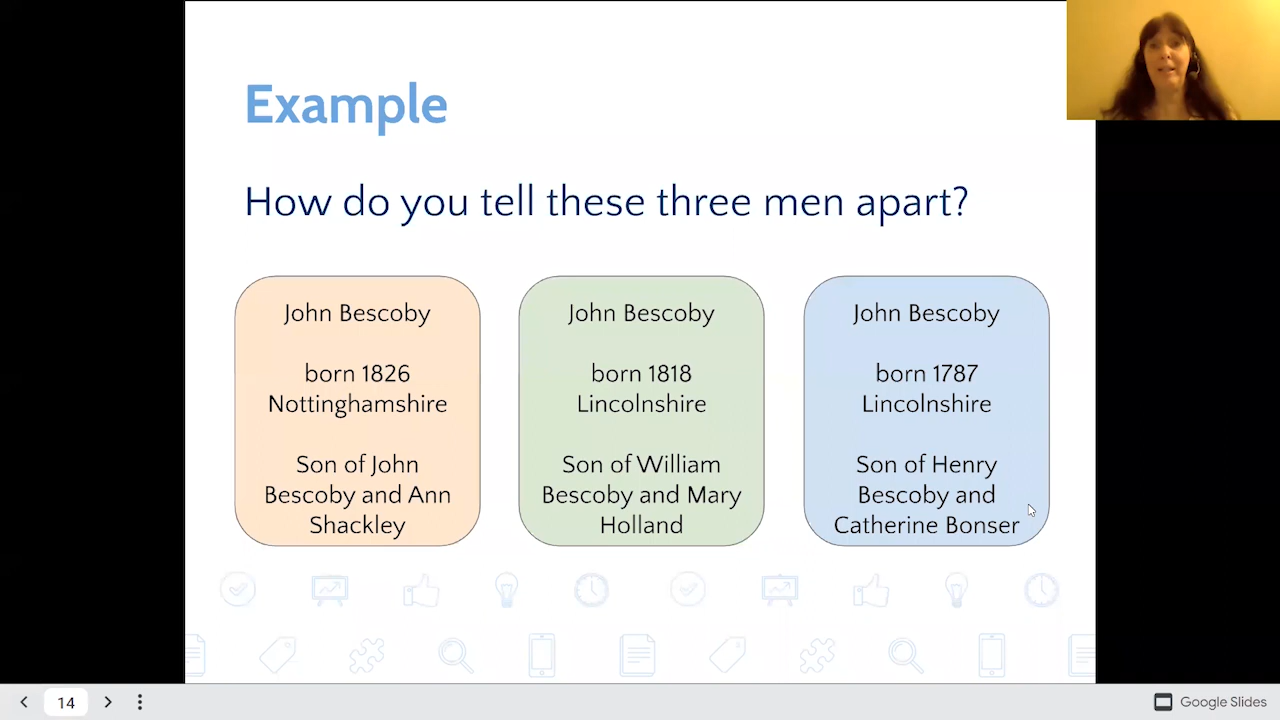 Example
How do you tell these three men apart?
John Bescoby
born 1826
Nottinghamshire
Son of John
Bescoby and Ann
Shackley
John Bescoby
born 1818
Lincolnshire
Son of William
Bescoby and Mary
Holland
John Bescoby
born 1787
Lincolnshire
Son of Henry
Bescoby and
Catherine Bonser
14
Google Slides